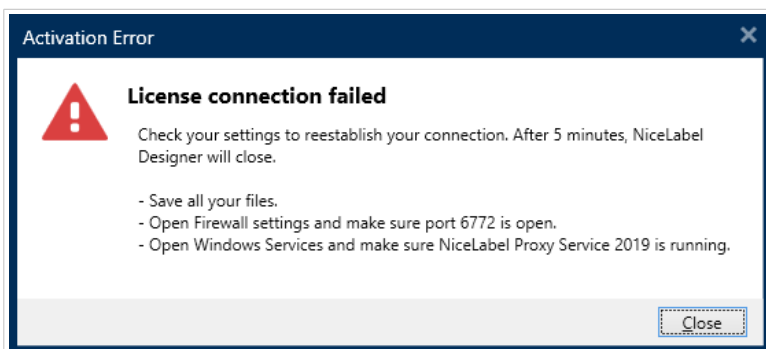 Activation Error
License connection failed
Check your settings to reestablish your connection. After 5 minutes, NiceLabel
Designer will close.
- Save all your files.
- Open Firewall settings and make sure port 6772 is open.
- Open Windows Services and make sure NiceLabel Proxy Service 2019 is running.
Close